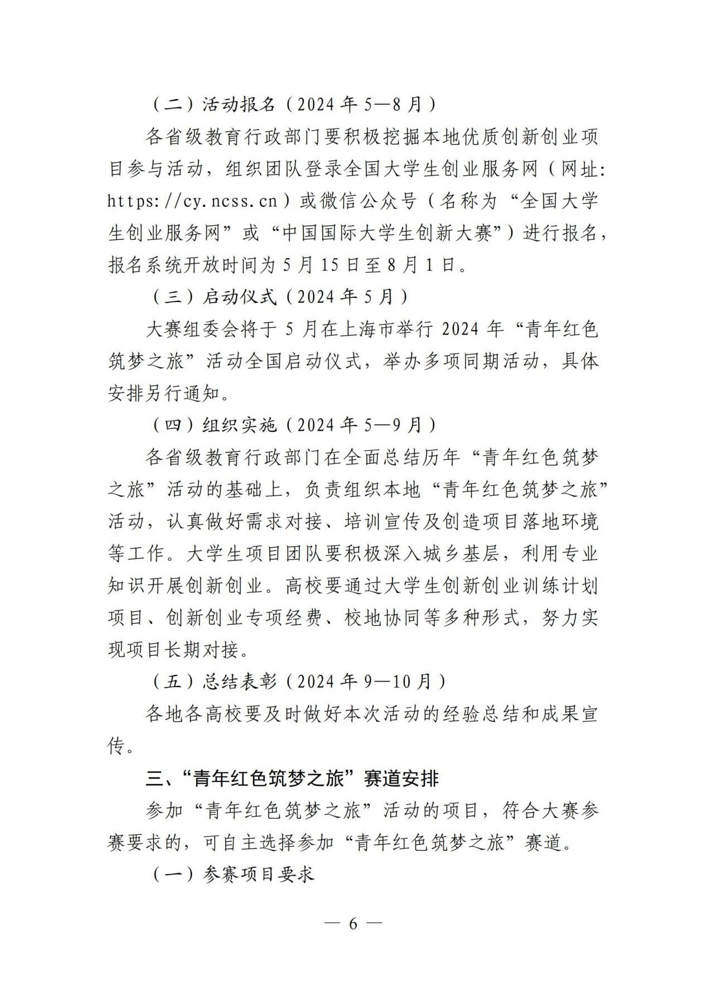 （二）活动报名（2024 年 5—8 月）
各省级教育行政部门要积极挖掘本地优质创新创业项
目参与活动，组织团队登录全国大学生创业服务网（网址：
https://cy.ncss.cn）或微信公众号（名称为“全国大学
生创业服务网”或“中国国际大学生创新大赛”）进行报名，
报名系统开放时间为 5 月 15 日至 8 月 1 日。
（三）启动仪式（2024 年 5 月）
大赛组委会将于 5 月在上海市举行 2024 年“青年红色
筑梦之旅”活动全国启动仪式，举办多项同期活动，具体
安排另行通知。
（四）组织实施（2024 年 5—9 月）
各省级教育行政部门在全面总结历年“青年红色筑梦
之旅”活动的基础上，负责组织本地“青年红色筑梦之旅”
活动，认真做好需求对接、培训宣传及创造项目落地环境
等工作。大学生项目团队要积极深入城乡基层，利用专业
知识开展创新创业。高校要通过大学生创新创业训练计划
项目、创新创业专项经费、校地协同等多种形式，努力实
现项目长期对接。
（五）总结表彰（2024 年 9—10 月）
各地各高校要及时做好本次活动的经验总结和成果宣
传。
三、“青年红色筑梦之旅”赛道安排
参加“青年红色筑梦之旅”活动的项目，符合大赛参
赛要求的，可自主选择参加“青年红色筑梦之旅”赛道。
（一）参赛项目要求
— 6 —